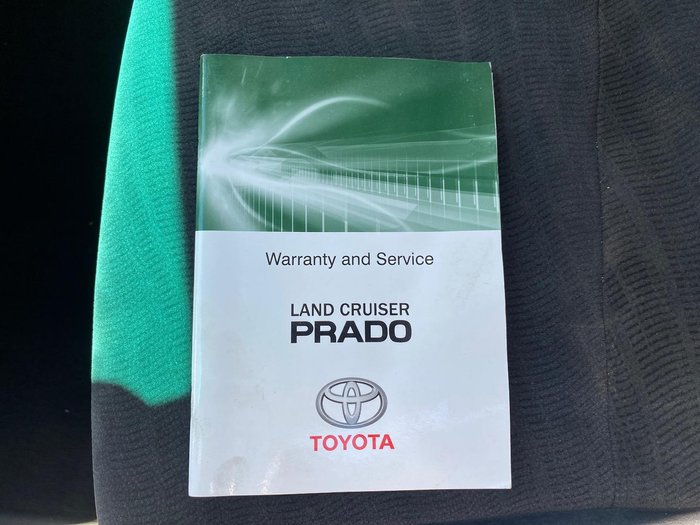 Warranty and Service
LAND CRUISER
PRADO
TOYOTA